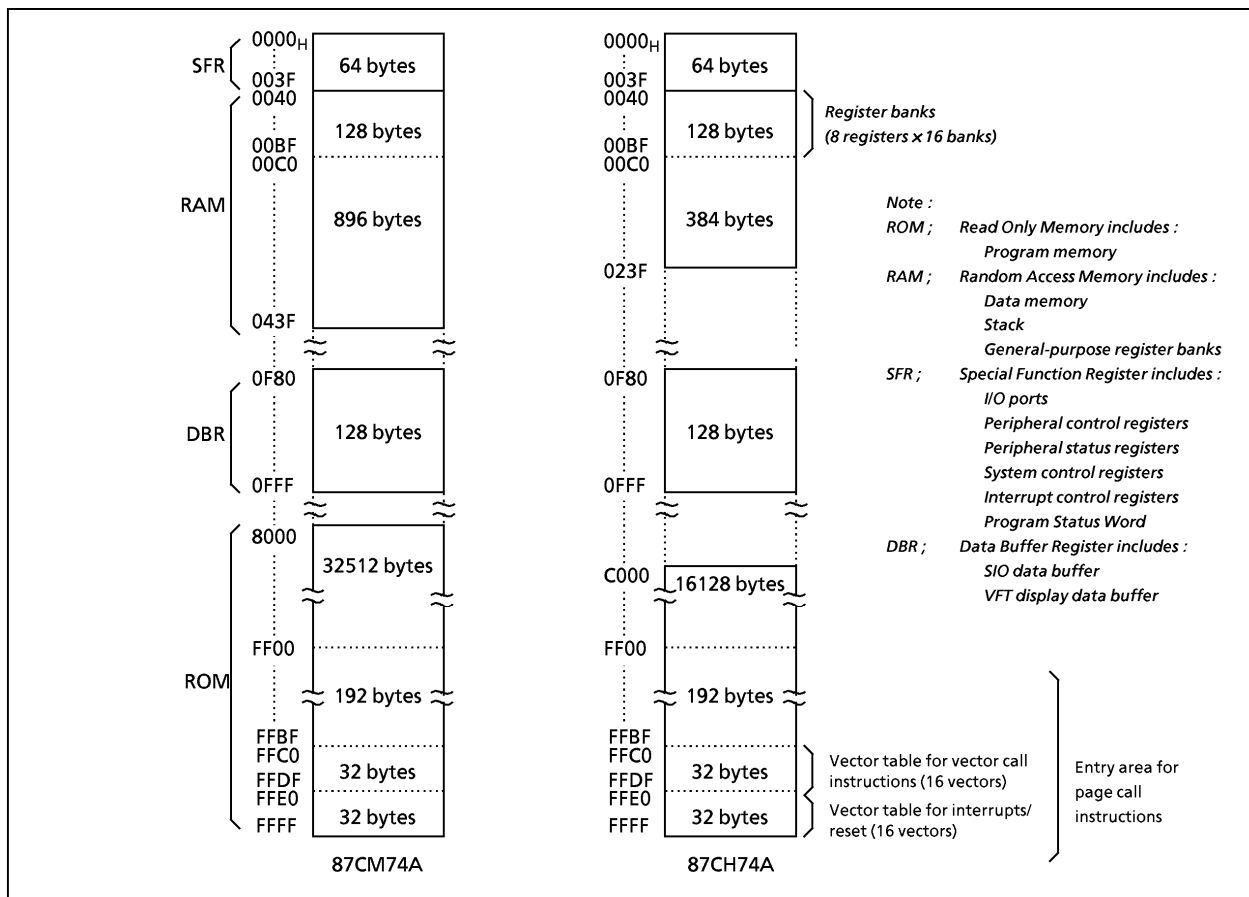 SFR
RAM
DBR
ROM
0000H
003F
0040
00BF
00C0
043F
0F80
0FFF
8000
FF00
FFBF
FFC0
FFDF
FFE0
FFFF
64 bytes
128 bytes
896 bytes
128 bytes
32512 bytes
192 bytes
32 bytes
32 bytes
87CM74A
0000H
003F
0040
00BF
00C0
023F
0F80
0FFF
C000
FF00
FFBF
FFC0
FFDF
FFE0
FFFF
64 bytes
128 bytes
384 bytes
128 bytes
16128 bytes
192 bytes
32 bytes
32 bytes
87CH74A
Register banks
(8 registers × 16 banks)
Note :
ROM ; Read Only Memory includes :
Program memory
RAM ; Random Access Memory includes :
Data memory
Stack
General-purpose register banks
SFR ; Special Function Register includes :
I/O ports
Peripheral control registers
Peripheral status registers
System control registers
Interrupt control registers
Program Status Word
DBR ; Data Buffer Register includes :
SIO data buffer
VFT display data buffer
Vector table for vector call
instructions (16 vectors)
Vector table for interrupts/
reset (16 vectors)
Entry area for
page call
instructions